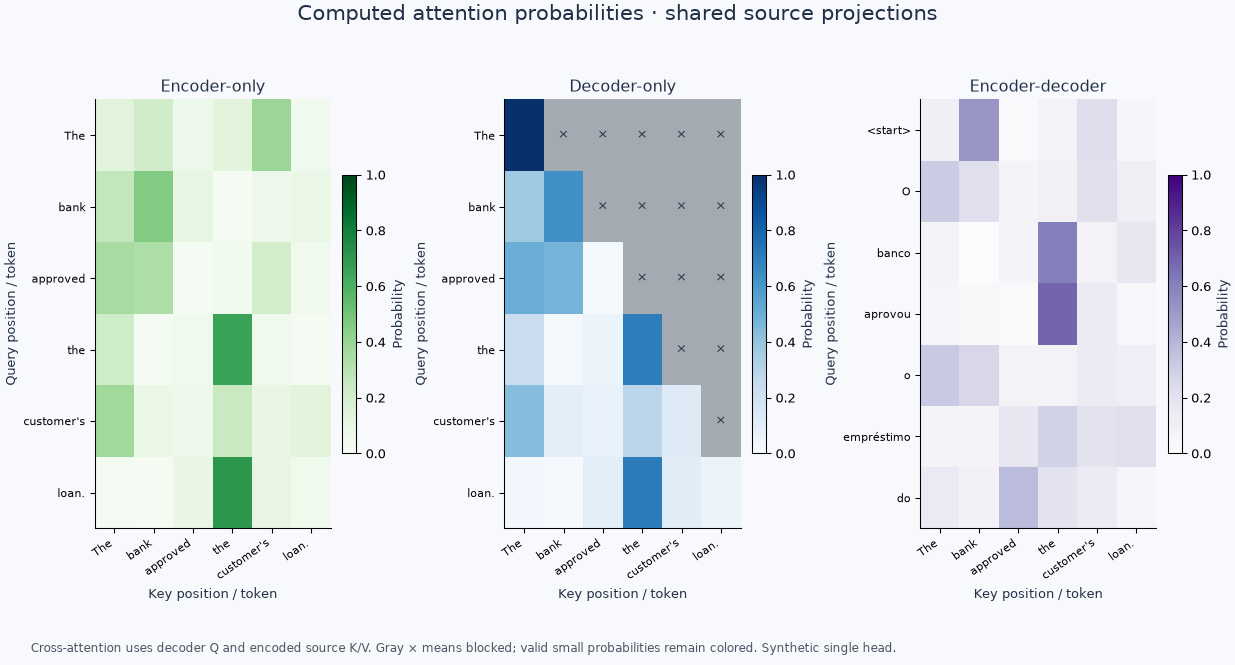 Computed attention probabilities · shared source projections
Encoder-only
Query position / token
The
bank
approved
the
customer's
loan.
The
bank
approved
the
customer's
loan.
Key position / token
1.0
0.8
0.6
0.4
0.2
0.0
Probability
Decoder-only
Query position / token
The
bank
approved
the
customer's
loan.
× × × × ×
× × × ×
× × ×
× ×
×
The
bank
approved
the
customer's
loan.
Key position / token
1.0
0.8
0.6
0.4
0.2
0.0
Probability
Encoder-decoder
Query position / token
<start>
O
banco
aprovou
o
empréstimo
do
The
bank
approved
the
customer's
loan.
Key position / token
1.0
0.8
0.6
0.4
0.2
0.0
Probability
Cross-attention uses decoder Q and encoded source K/V. Gray × means blocked; valid small probabilities remain colored. Synthetic single head.